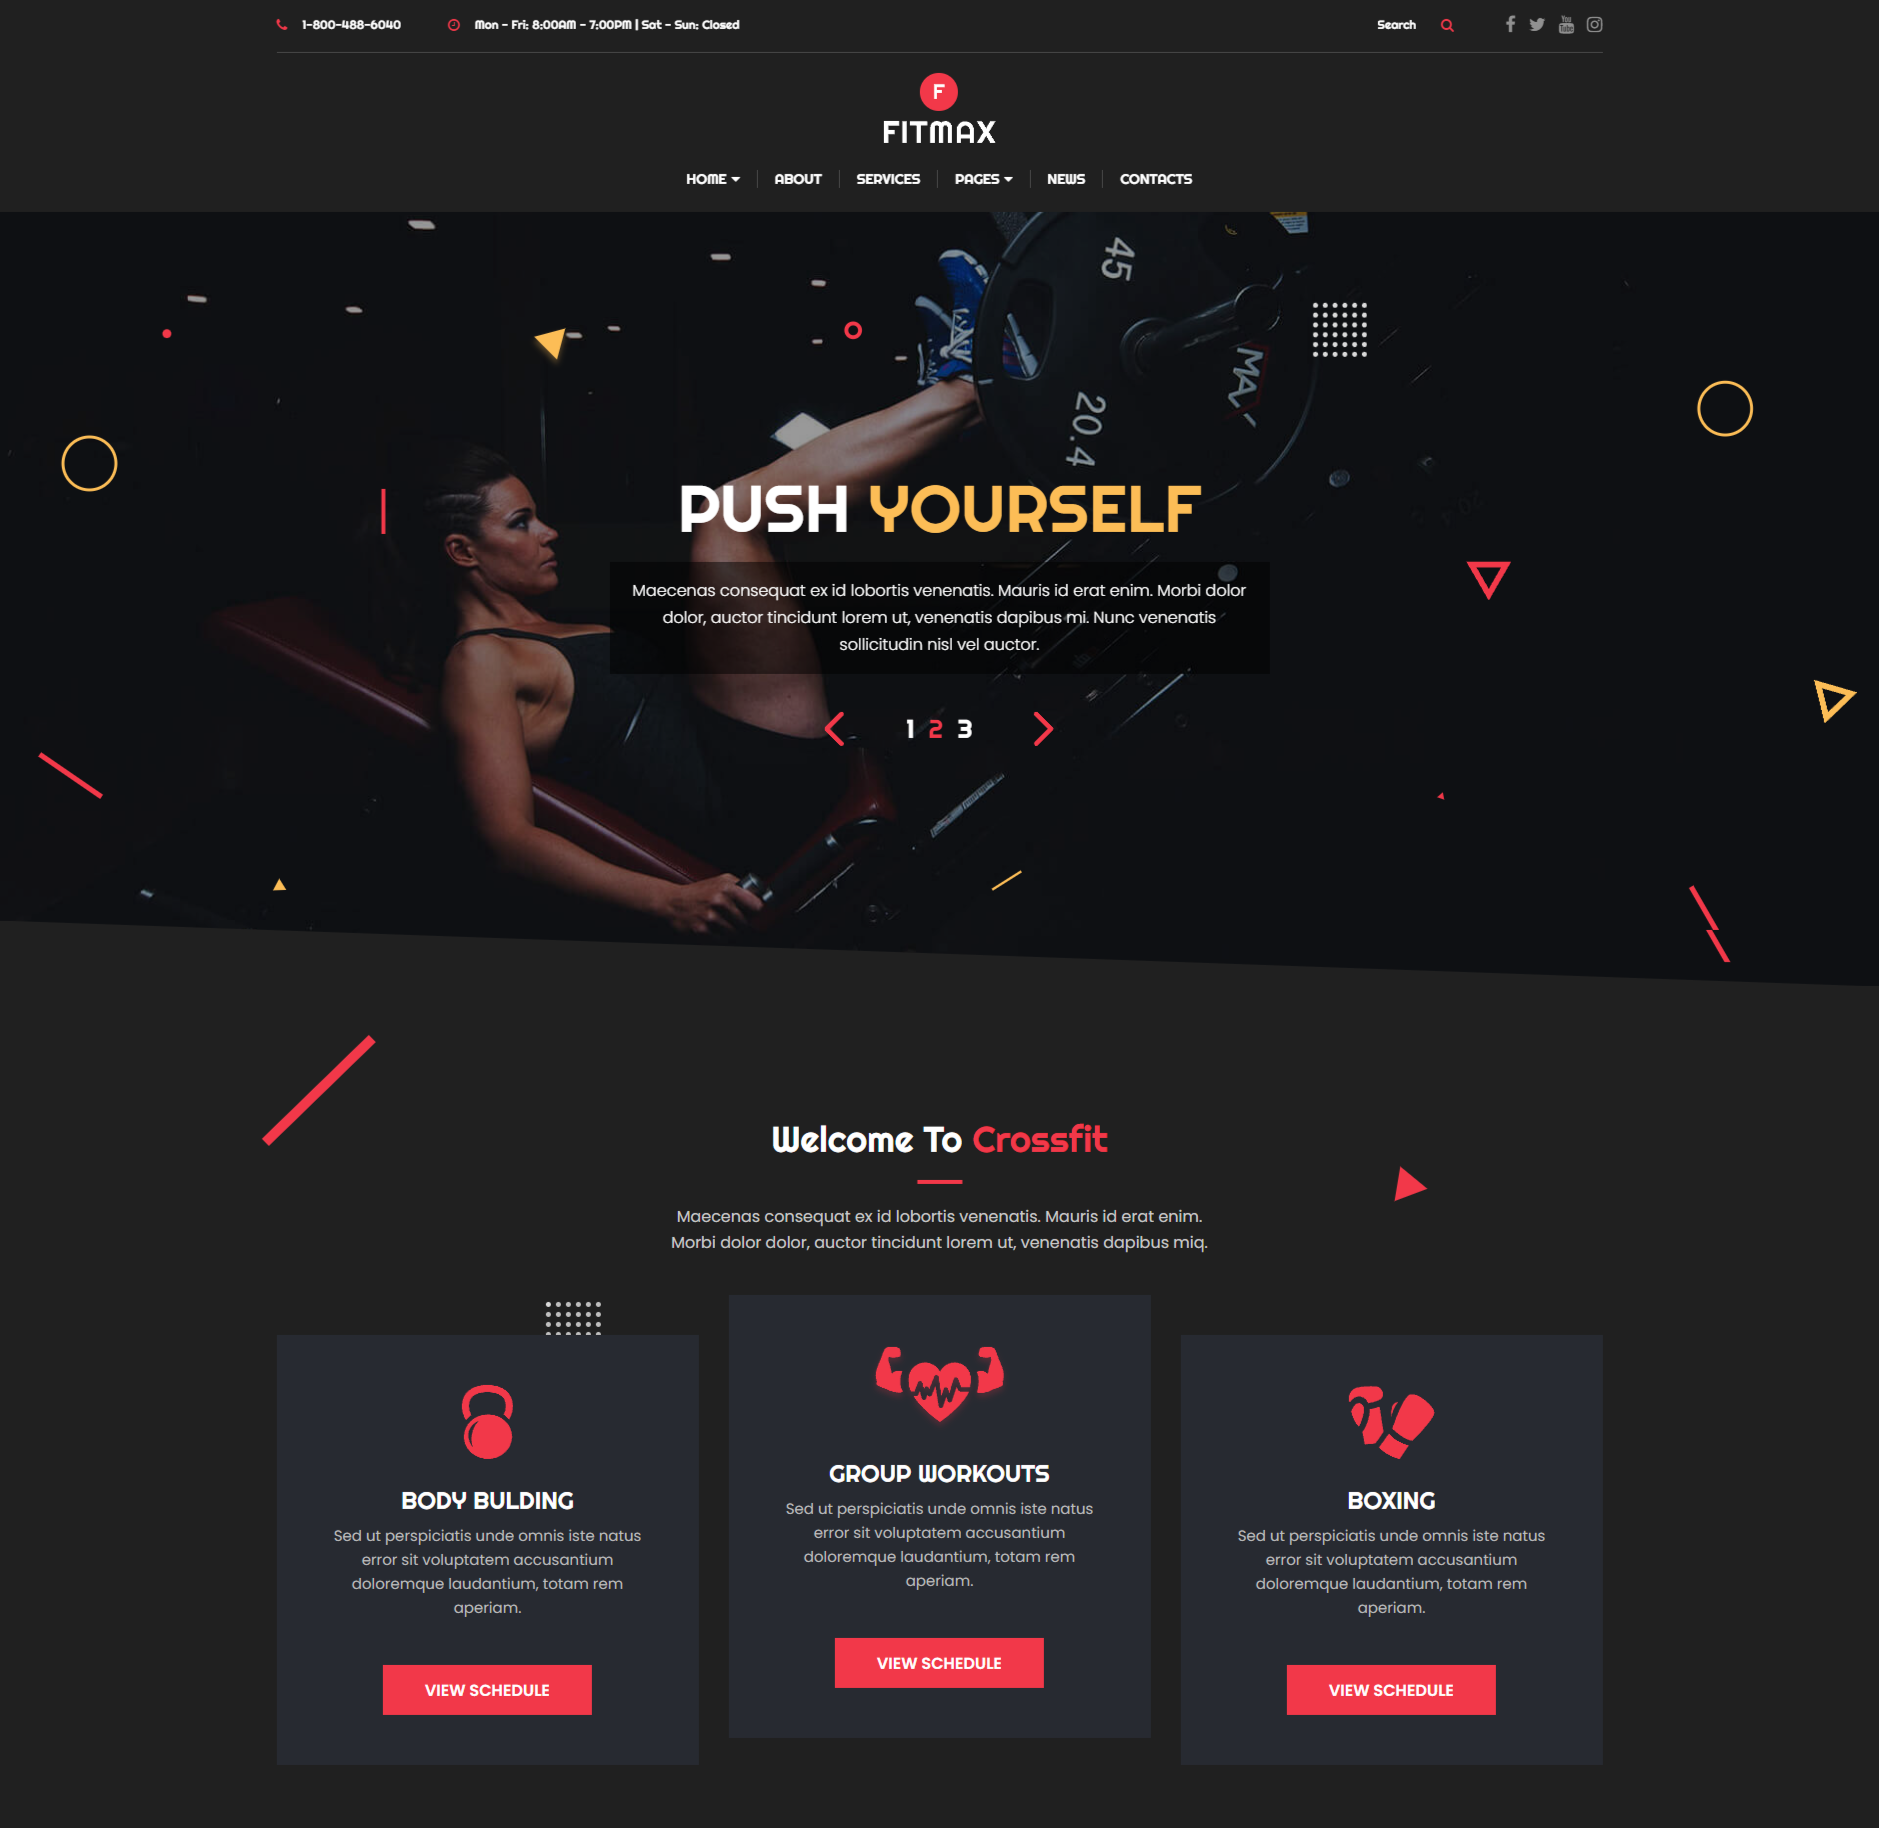 1-800-488-6040
Mon - Fri: 8:00AM - 7:00PM | Sat - Sun: Closed
Search
You
Tube
F
FITMAX
HOME
ABOUT
SERVICES
PAGES
NEWS
CONTACTS
45
20.4
PUSH YOURSELF
Maecenas consequat ex id lobortis venenatis. Mauris id erat enim. Morbi dolor
dolor, auctor tincidunt lorem ut, venenatis dapibus mi. Nunc venenatis
sollicitudin nisl vel auctor.
1 2 3
Welcome To Crossfit
Maecenas consequat ex id lobortis venenatis. Mauris id erat enim.
Morbi dolor dolor, auctor tincidunt lorem ut, venenatis dapibus miq.
BODY BULDING
Sed ut perspiciatis unde omnis iste natus
error sit voluptatem accusantium
doloremque laudantium, totam rem
aperiam.
VIEW SCHEDULE
GROUP WORKOUTS
Sed ut perspiciatis unde omnis iste natus
error sit voluptatem accusantium
doloremque laudantium, totam rem
aperiam.
VIEW SCHEDULE
BOXING
Sed ut perspiciatis unde omnis iste natus
error sit voluptatem accusantium
doloremque laudantium, totam rem
aperiam.
VIEW SCHEDULE